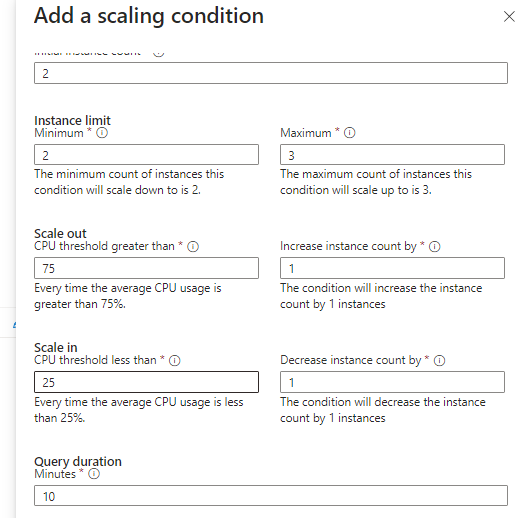 Add a scaling condition
Initial instance count *
2
Instance limit
Minimum * Maximum *
2 3
The minimum count of instances this The maximum count of instances this
condition will scale down to is 2. condition will scale up to is 3.
Scale out
CPU threshold greater than * Increase instance count by *
75 1
Every time the average CPU usage is The condition will increase the instance
greater than 75%. count by 1 instances
Scale in
CPU threshold less than * Decrease instance count by *
25 1
Every time the average CPU usage is less The condition will decrease the instance
than 25%. count by 1 instances
Query duration
Minutes *
10